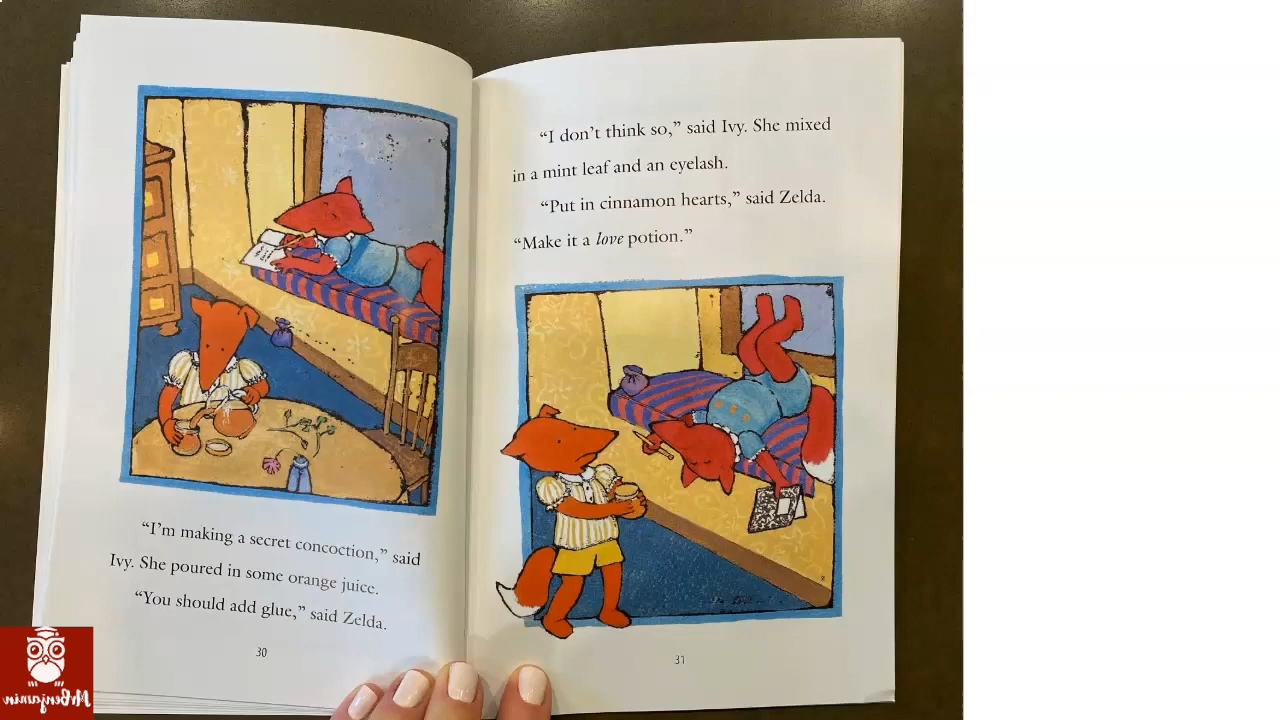 “I’m making a secret concoction,” said
Ivy. She poured in some orange juice.
“You should add glue,” said Zelda.
30
“I don’t think so,” said Ivy. She mixed
in a mint leaf and an eyelash.
“Put in cinnamon hearts,” said Zelda.
“Make it a love potion.”
31
MrBenjamin